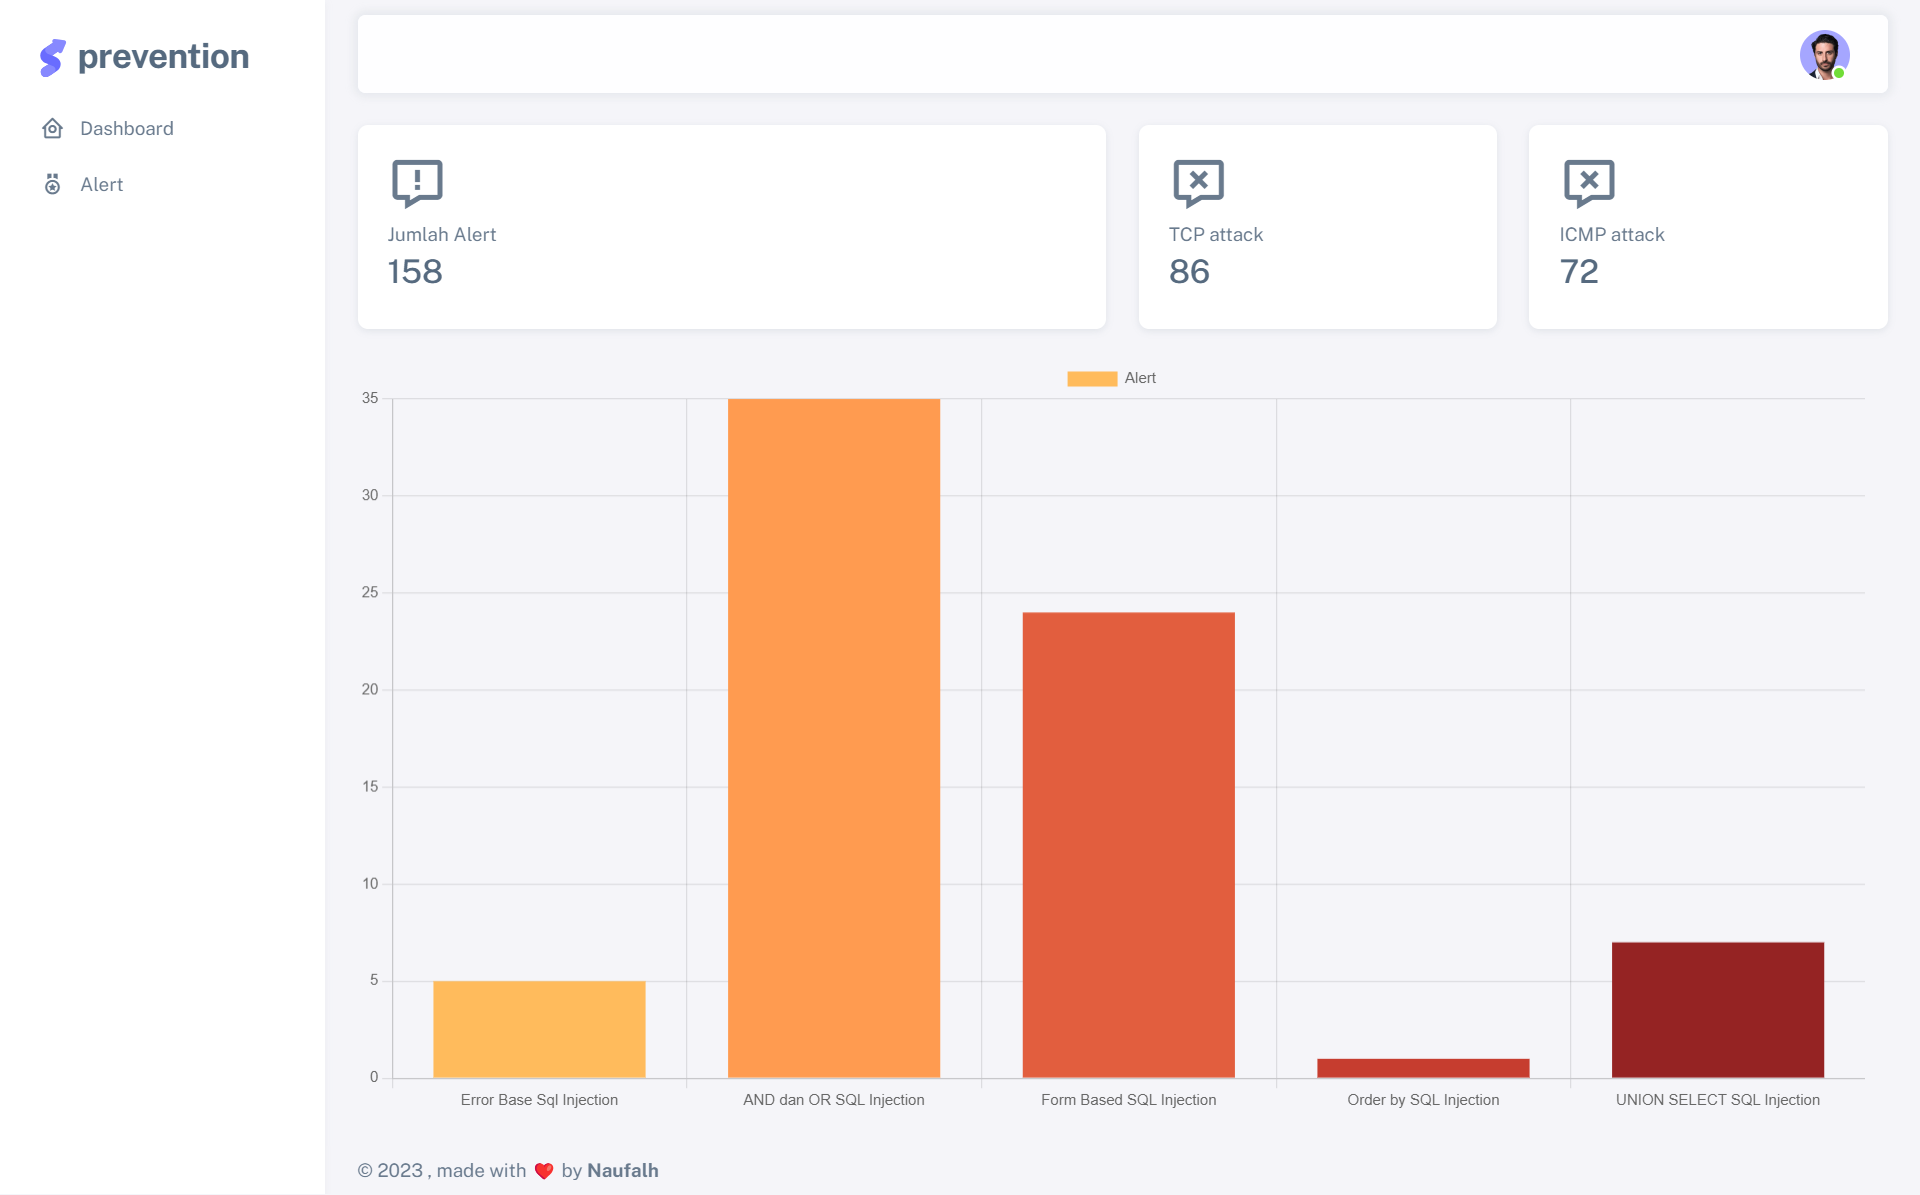 prevention
Dashboard
Alert
Jumlah Alert
158
TCP attack
86
ICMP attack
72
Alert
35
30
25
20
15
10
5
0
Error Base Sql Injection
AND dan OR SQL Injection
Form Based SQL Injection
Order by SQL Injection
UNION SELECT SQL Injection
© 2023 , made with ❤️ by Naufalh